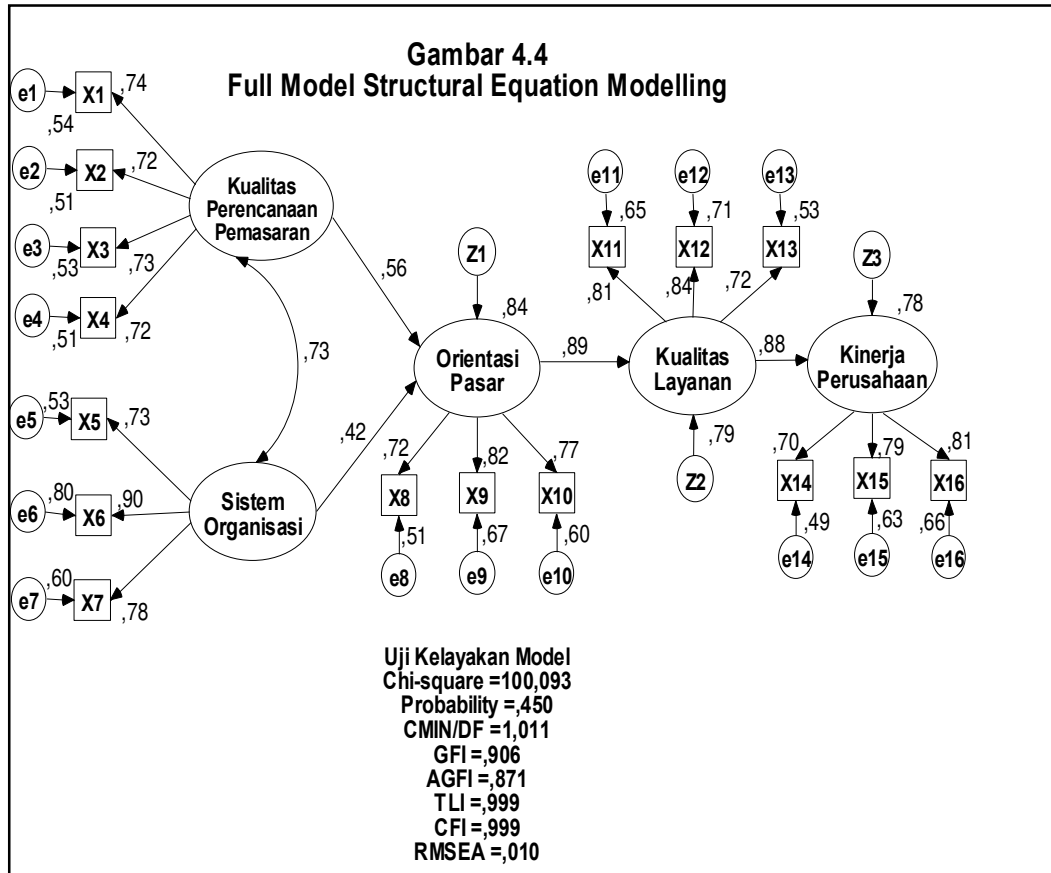 Gambar 4.4
Full Model Structural Equation Modelling
e1
X1
,74
,54
e2
X2
,72
,51
e3
X3
,73
,53
e4
X4
,72
,51
Kualitas
Perencanaan
Pemasaran
,56
,73
,42
e5
,53
X5
,73
e6
,80
X6
,90
e7
,60
X7
,78
Sistem
Organisasi
Z1
,84
Orientasi
Pasar
,89
,72
,82
,77
X8
X9
X10
,51
,67
,60
e8
e9
e10
e11
e12
e13
,65
,71
,53
X11
X12
X13
,81
,84
,72
Kualitas
Layanan
,88
,79
Z2
Z3
,78
Kinerja
Perusahaan
,70
,79
,81
X14
X15
X16
,49
,63
,66
e14
e15
e16
Uji Kelayakan Model
Chi-square =100,093
Probability =,450
CMIN/DF =1,011
GFI =,906
AGFI =,871
TLI =,999
CFI =,999
RMSEA =,010